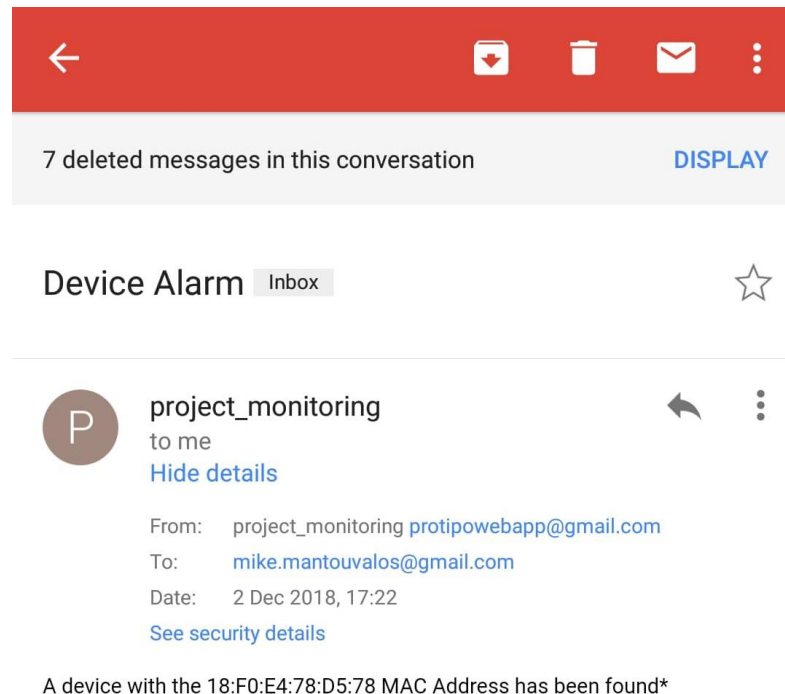 7 deleted messages in this conversation DISPLAY
Device Alarm Inbox
P
project_monitoring
to me
Hide details
From: project_monitoring protipowebapp@gmail.com
To: mike.mantouvalos@gmail.com
Date: 2 Dec 2018, 17:22
See security details
A device with the 18:F0:E4:78:D5:78 MAC Address has been found*